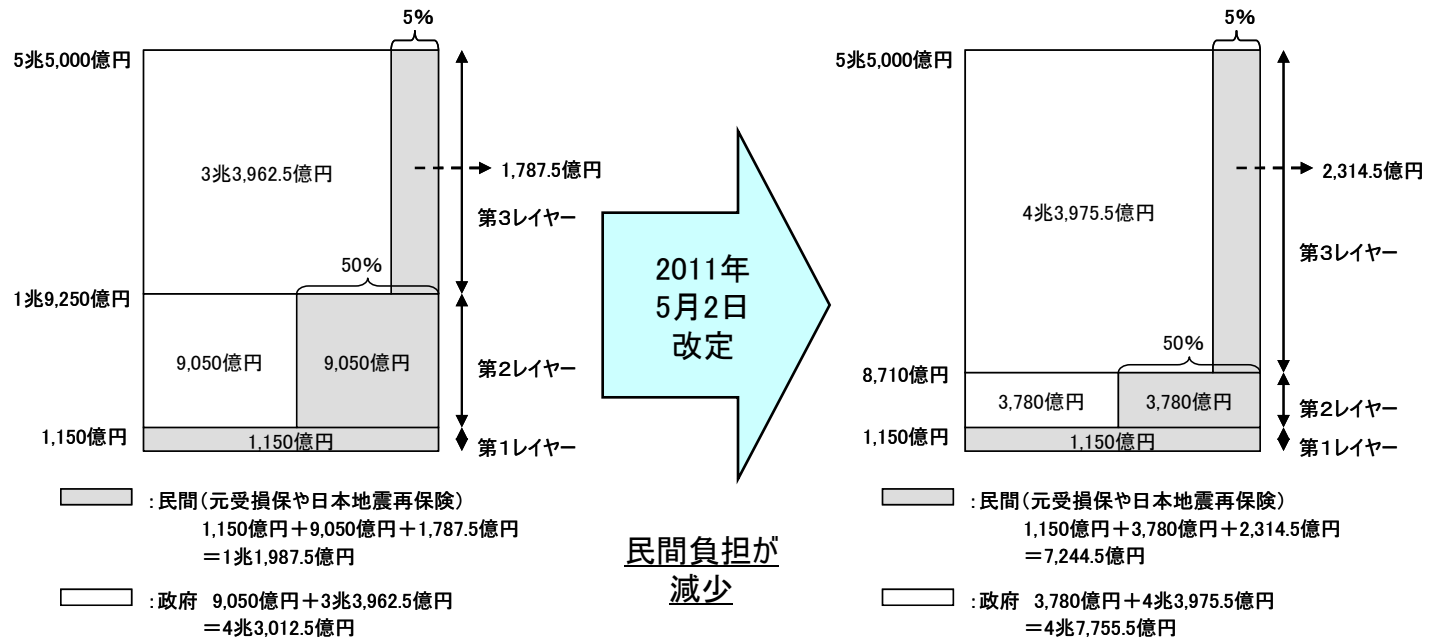 5%
5兆5,000億円
3兆3,962.5億円
1,787.5億円
第3レイヤー
50%
1兆9,250億円
9,050億円
9,050億円
第2レイヤー
1,150億円
1,150億円
第1レイヤー
:民間(元受損保や日本地震再保険)
1,150億円+9,050億円+1,787.5億円
=1兆1,987.5億円
:政府 9,050億円+3兆3,962.5億円
=4兆3,012.5億円
2011年
5月2日
改定
民間負担が
減少
5%
5兆5,000億円
2,314.5億円
4兆3,975.5億円
第3レイヤー
50%
8,710億円
3,780億円
3,780億円
第2レイヤー
1,150億円
1,150億円
第1レイヤー
:民間(元受損保や日本地震再保険)
1,150億円+3,780億円+2,314.5億円
=7,244.5億円
:政府 3,780億円+4兆3,975.5億円
=4兆7,755.5億円